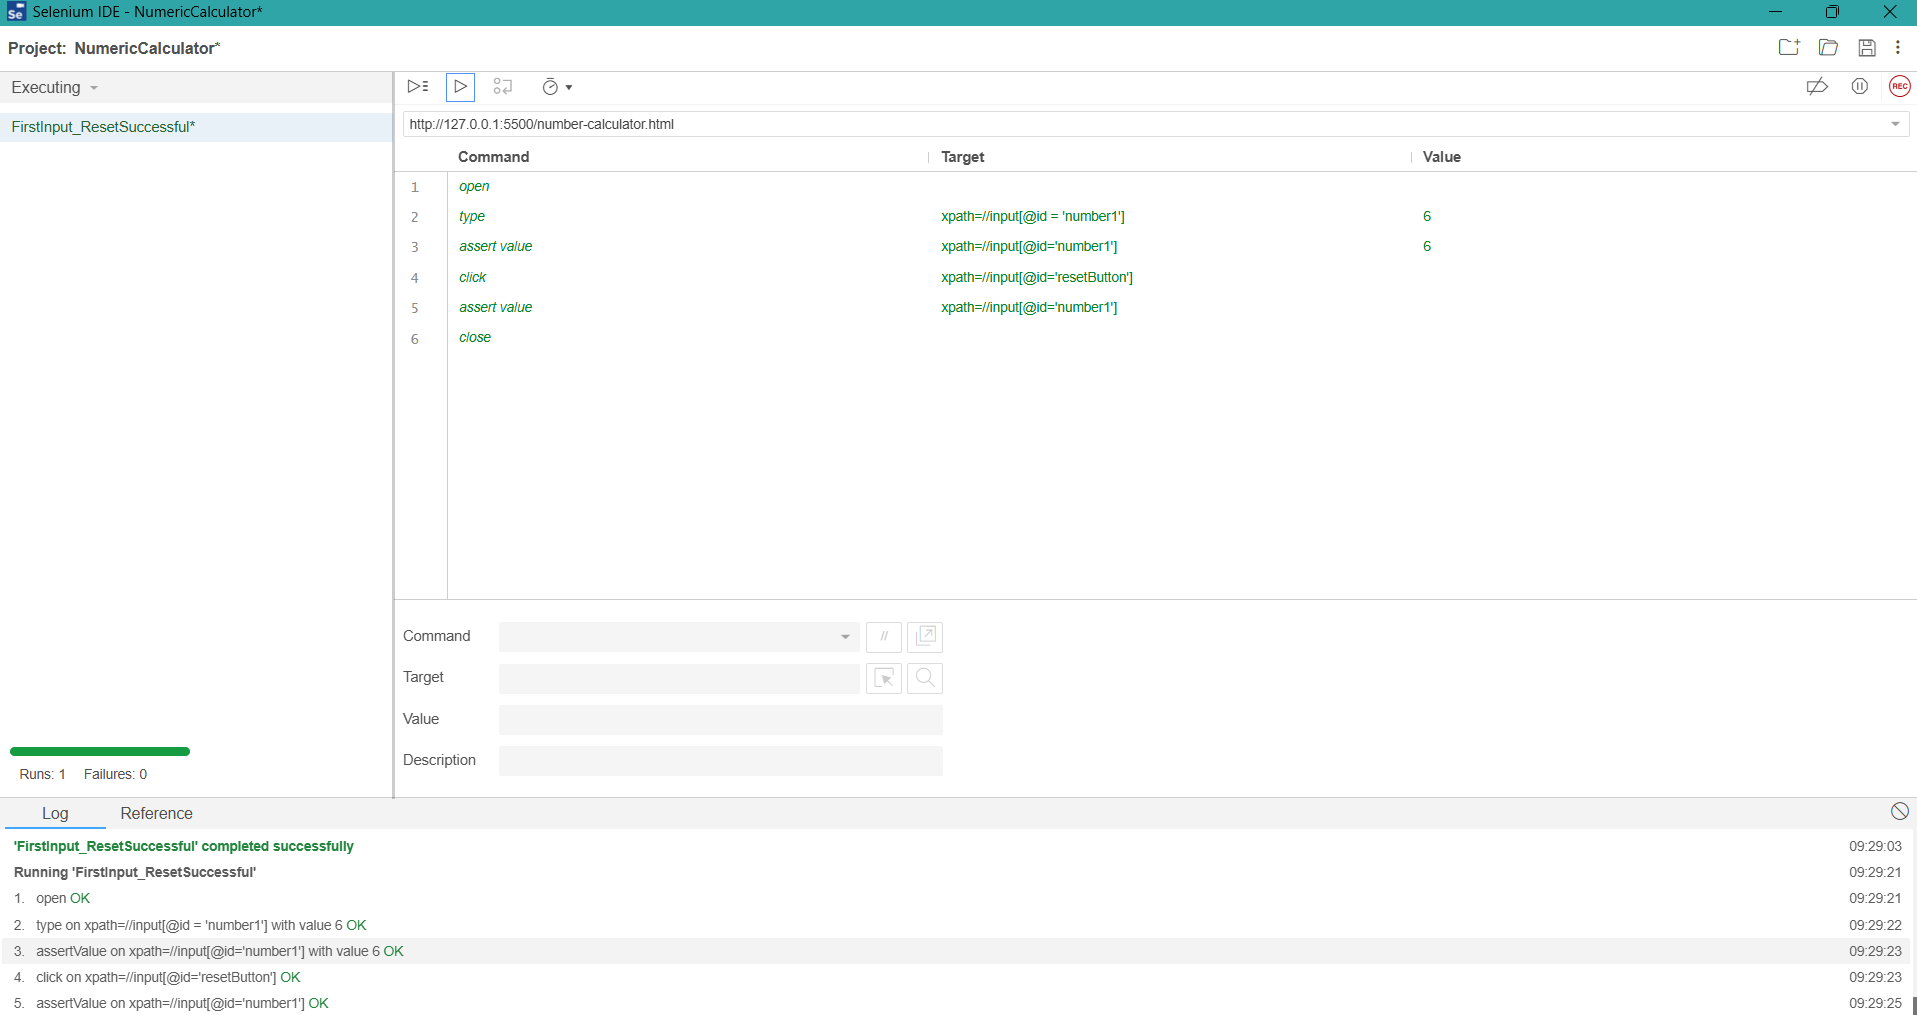 Selenium IDE - NumericCalculator*
Project: NumericCalculator*
Executing
FirstInput_ResetSuccessful*
REC
http://127.0.0.1:5500/number-calculator.html
Command Target Value
1 open
2 type xpath=//input[@id = 'number1'] 6
3 assert value xpath=//input[@id='number1'] 6
4 click xpath=//input[@id='resetButton']
5 assert value xpath=//input[@id='number1']
6 close
Command //
Target
Value
Description
Runs: 1 Failures: 0
Log Reference
'FirstInput_ResetSuccessful' completed successfully 09:29:03
Running 'FirstInput_ResetSuccessful' 09:29:21
1. open OK 09:29:21
2. type on xpath=//input[@id = 'number1'] with value 6 OK 09:29:22
3. assertValue on xpath=//input[@id='number1'] with value 6 OK 09:29:23
4. click on xpath=//input[@id='resetButton'] OK 09:29:23
5. assertValue on xpath=//input[@id='number1'] OK 09:29:25